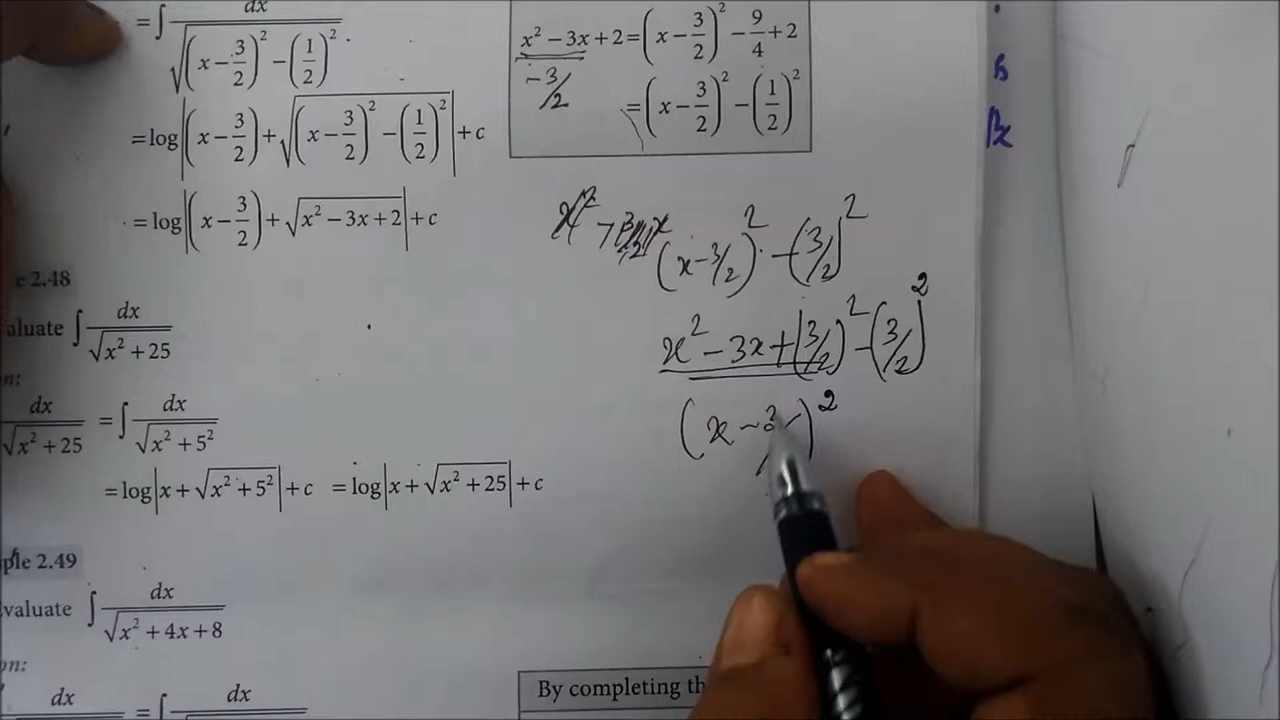 = ∫ dx / √((x − 3/2)² − (1/2)²) .
= log|(x − 3/2) + √((x − 3/2)² − (1/2)²)| + c
= log|(x − 3/2) + √(x² − 3x + 2)| + c
x² − 3x + 2 = (x − 3/2)² − 9/4 + 2
−3/2
= (x − 3/2)² − (1/2)²
x²
(x − 3/2)² − (3/2)²
x² − 3x + (3/2)² − (3/2)²
(x −
)²
e 2.48
aluate ∫ dx / √(x² + 25)
n:
dx / √(x² + 25) = ∫ dx / √(x² + 5²)
= log|x + √(x² + 5²)| + c = log|x + √(x² + 25)| + c
ple 2.49
valuate ∫ dx / √(x² + 4x + 8)
on:
dx = ∫ dx
By completing th